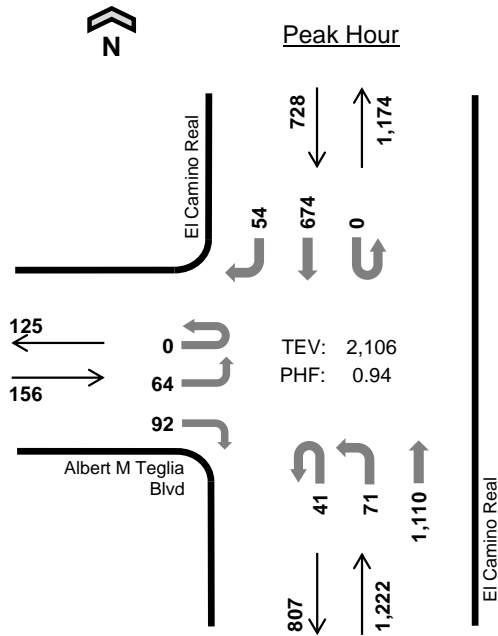 N
Peak Hour
728
1,174
El Camino Real
54
674
0
125
0
TEV: 2,106
156
64
PHF: 0.94
92
Albert M Teglia
Blvd
41
71
1,110
El Camino Real
807
1,222